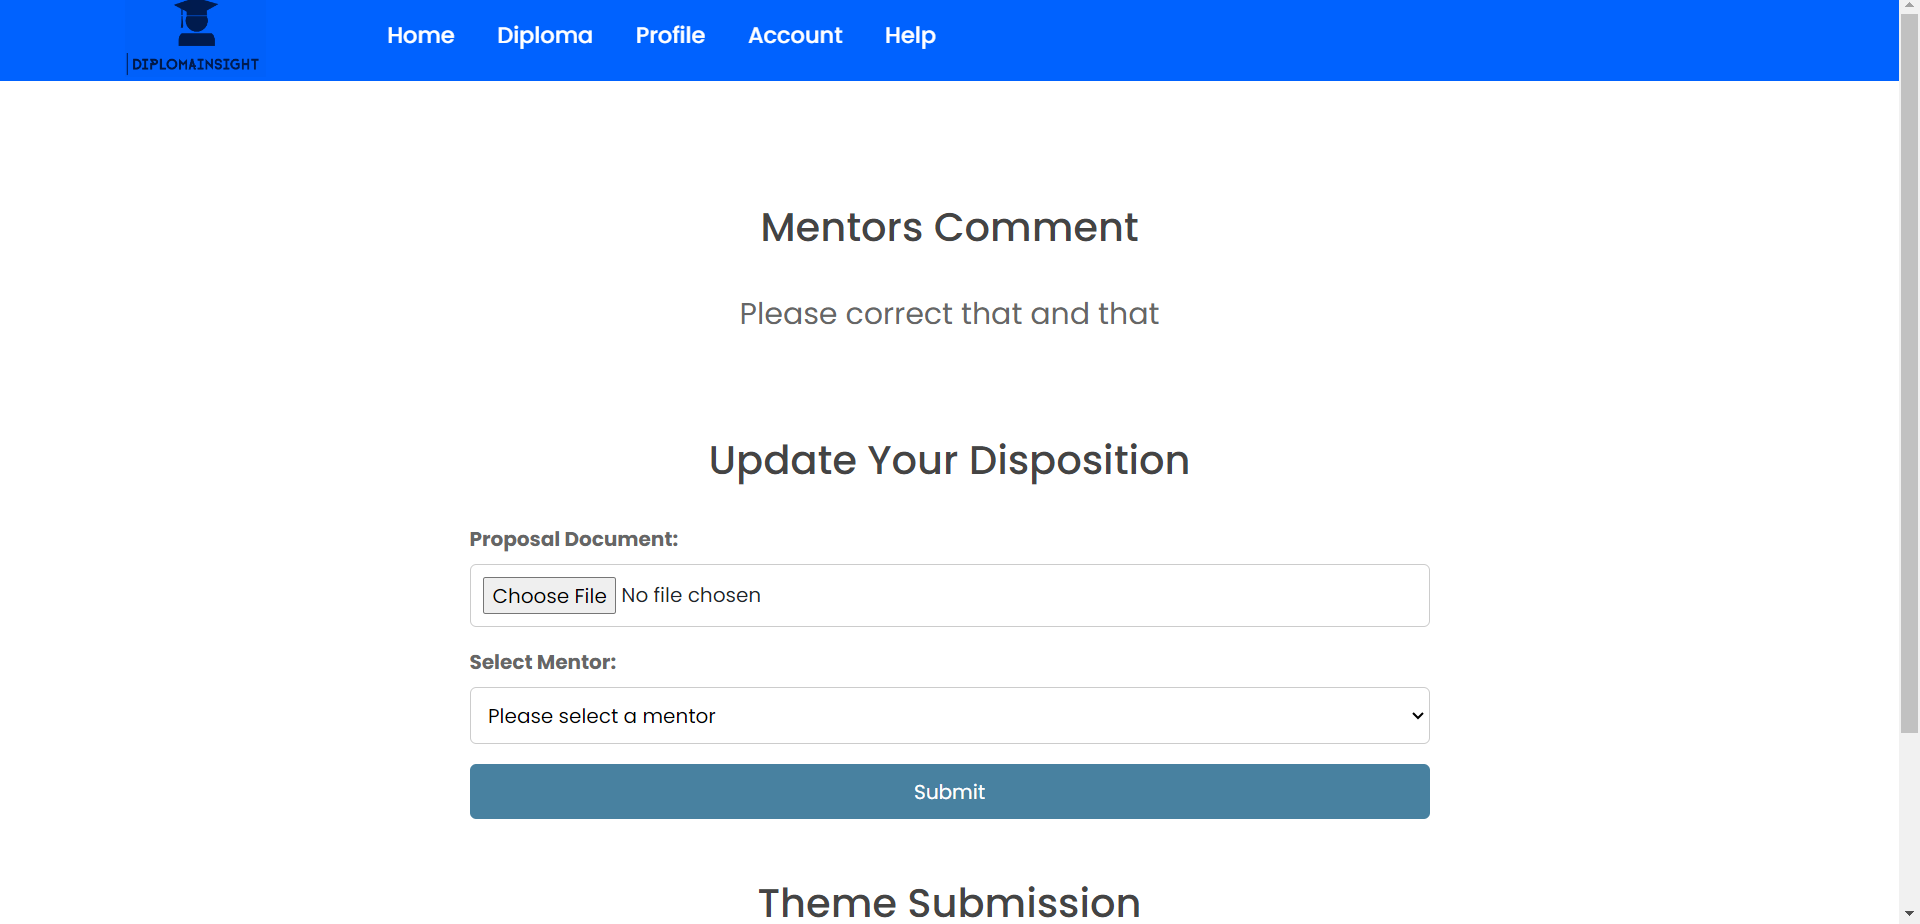 Home Diploma Profile Account Help
DIPLOMAINSIGHT
Mentors Comment
Please correct that and that
Update Your Disposition
Proposal Document:
Choose File No file chosen
Select Mentor:
Please select a mentor
Submit
Theme Submission